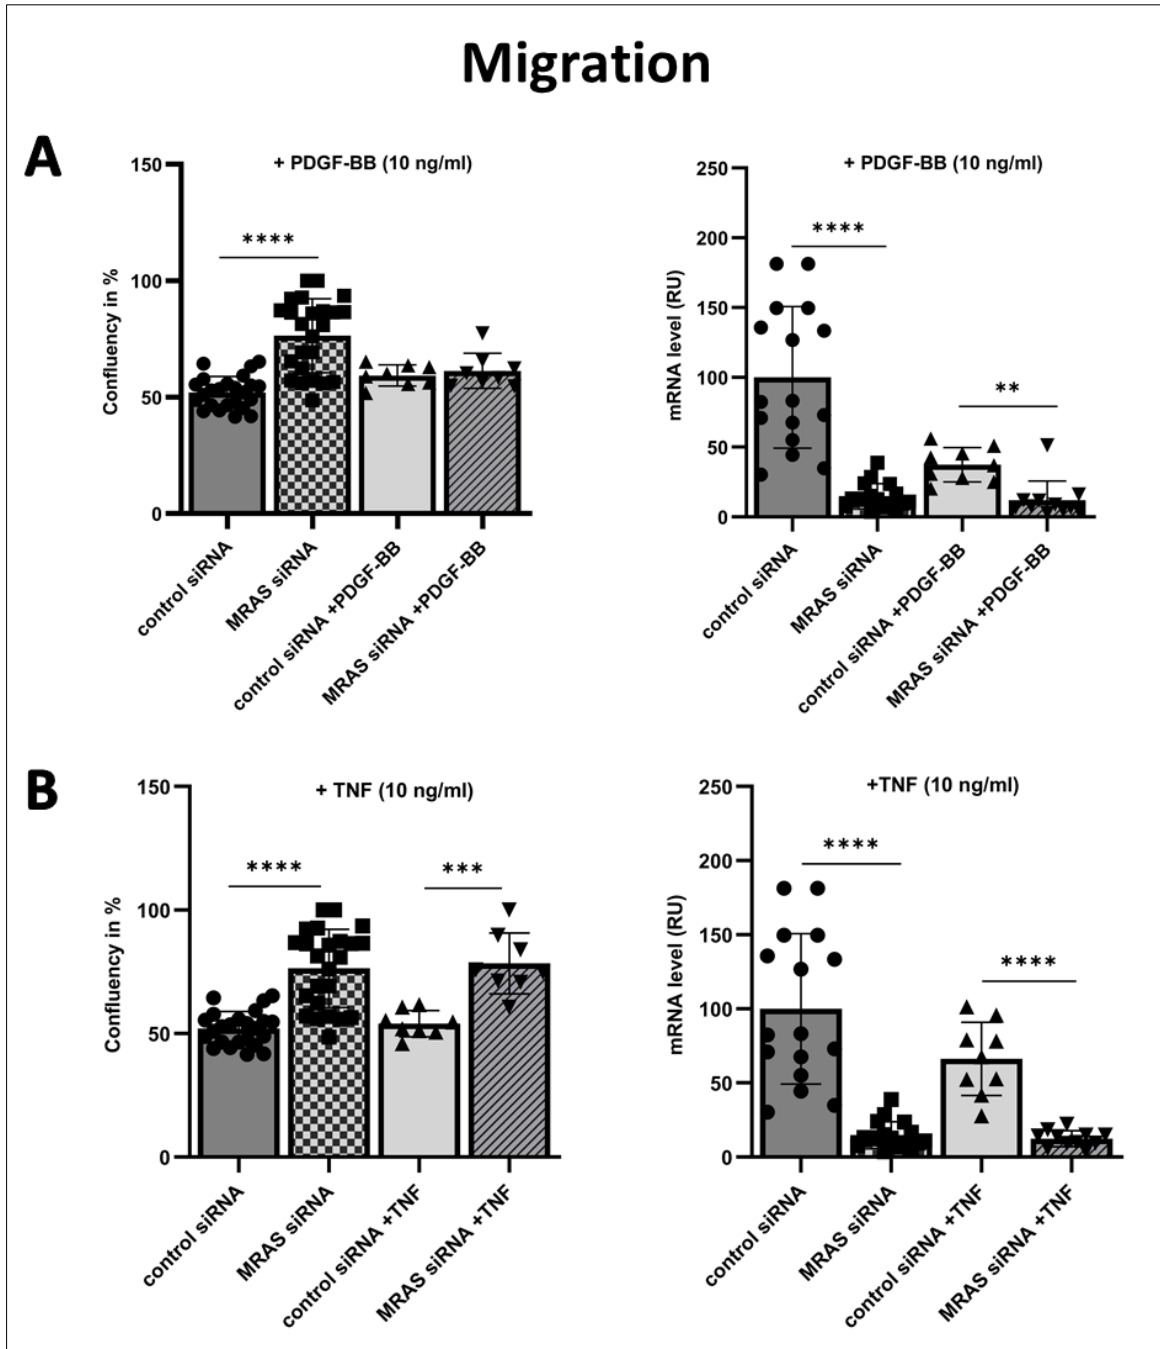 Migration
A
+ PDGF-BB (10 ng/ml)
150
100
50
0
Confluency in %
****
control siRNA
MRAS siRNA
control siRNA +PDGF-BB
MRAS siRNA +PDGF-BB
+ PDGF-BB (10 ng/ml)
250
200
150
100
50
0
mRNA level (RU)
****
**
control siRNA
MRAS siRNA
control siRNA +PDGF-BB
MRAS siRNA +PDGF-BB
B
+ TNF (10 ng/ml)
150
100
50
0
Confluency in %
****
***
control siRNA
MRAS siRNA
control siRNA +TNF
MRAS siRNA +TNF
+TNF (10 ng/ml)
250
200
150
100
50
0
mRNA level (RU)
****
****
control siRNA
MRAS siRNA
control siRNA +TNF
MRAS siRNA +TNF